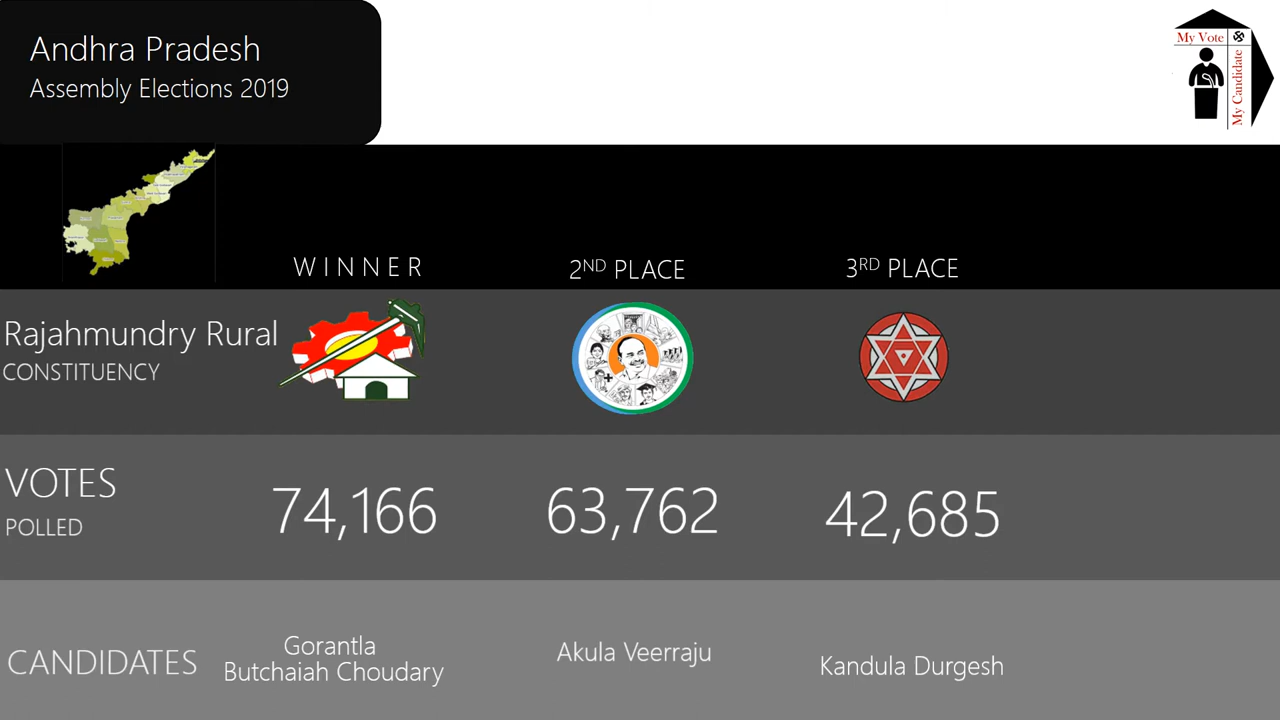 Andhra Pradesh
Assembly Elections 2019
My Vote
My Candidate
WINNER
2ND PLACE
3RD PLACE
Rajahmundry Rural
CONSTITUENCY
VOTES
POLLED
74,166
63,762
42,685
CANDIDATES
Gorantla
Butchaiah Choudary
Akula Veerraju
Kandula Durgesh